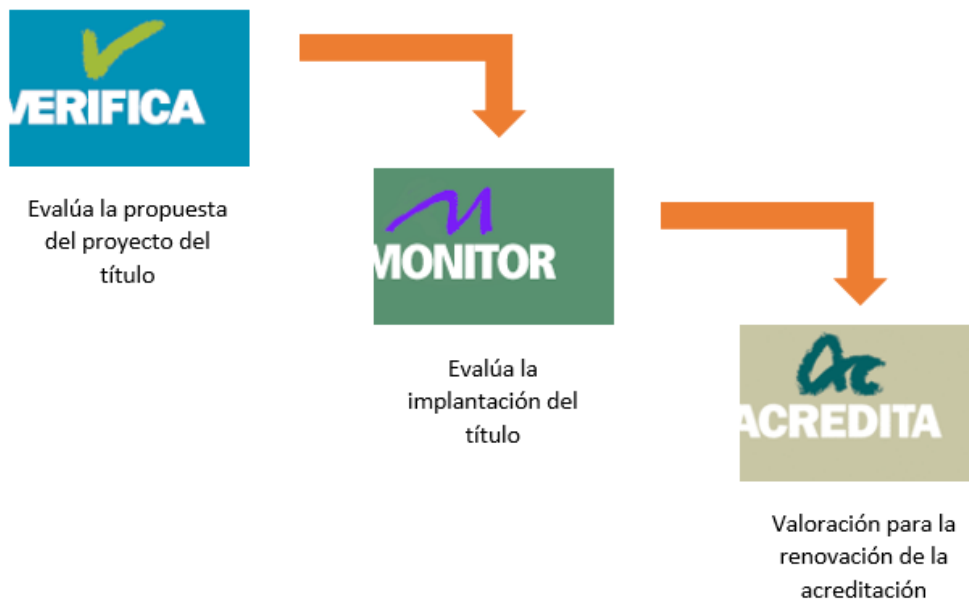 VERIFICA
Evalúa la propuesta
del proyecto del
título
MONITOR
Evalúa la
implantación del
título
ACREDITA
Valoración para la
renovación de la
acreditación